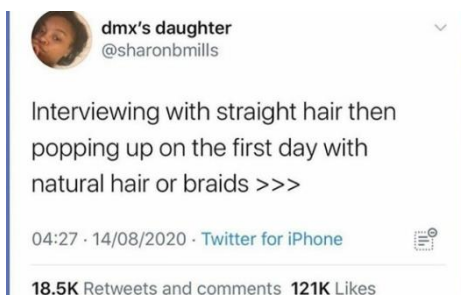 dmx's daughter
@sharonbmills
Interviewing with straight hair then
popping up on the first day with
natural hair or braids >>>
04:27 · 14/08/2020 · Twitter for iPhone
18.5K Retweets and comments 121K Likes